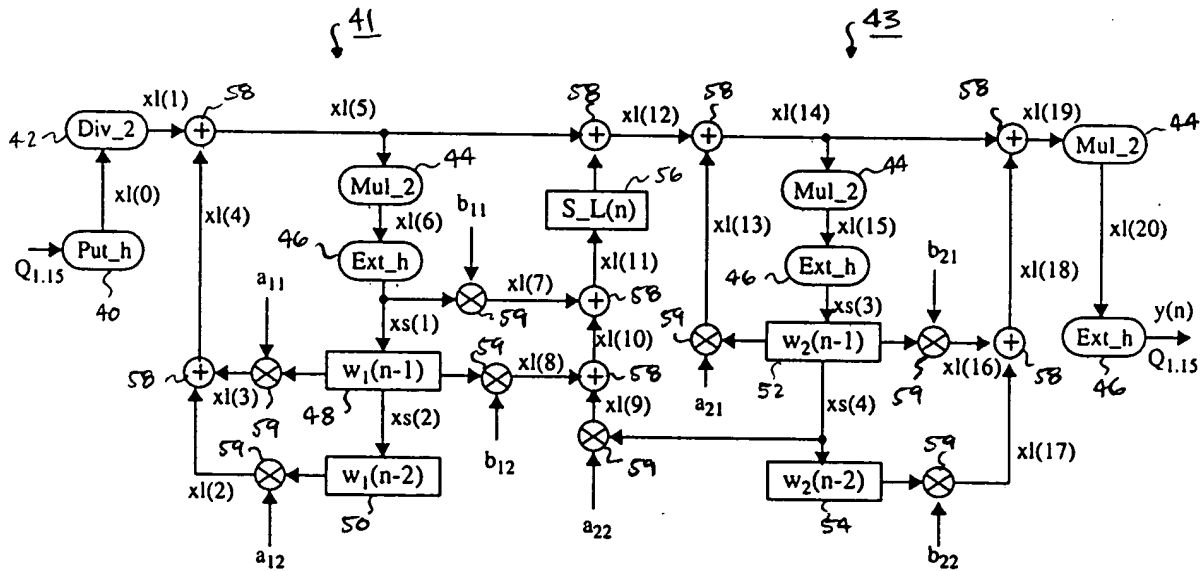 41
43
xl(1)
58
xl(5)
58
xl(12)
58
xl(14)
58
xl(19)
44
42
Div_2
+
+
+
+
Mul_2
44
56
44
Mul_2
S_L(n)
Mul_2
xl(0)
xl(4)
b11
xl(6)
xl(13)
xl(15)
b21
xl(20)
46
Ext_h
xl(11)
46
Ext_h
xl(18)
Q1.15
Put_h
40
a11
xl(7)
+
58
59
xs(1)
xl(10)
59
xs(3)
y(n)
Ext_h
Q1.15
46
58
+
xl(3)
59
w1(n-1)
48
59
xl(8)
+
58
w2(n-1)
52
59
xl(16)
+
58
xs(2)
xl(9)
a21
xs(4)
59
b12
59
59
xl(17)
xl(2)
w1(n-2)
50
w2(n-2)
54
a12
a22
b22